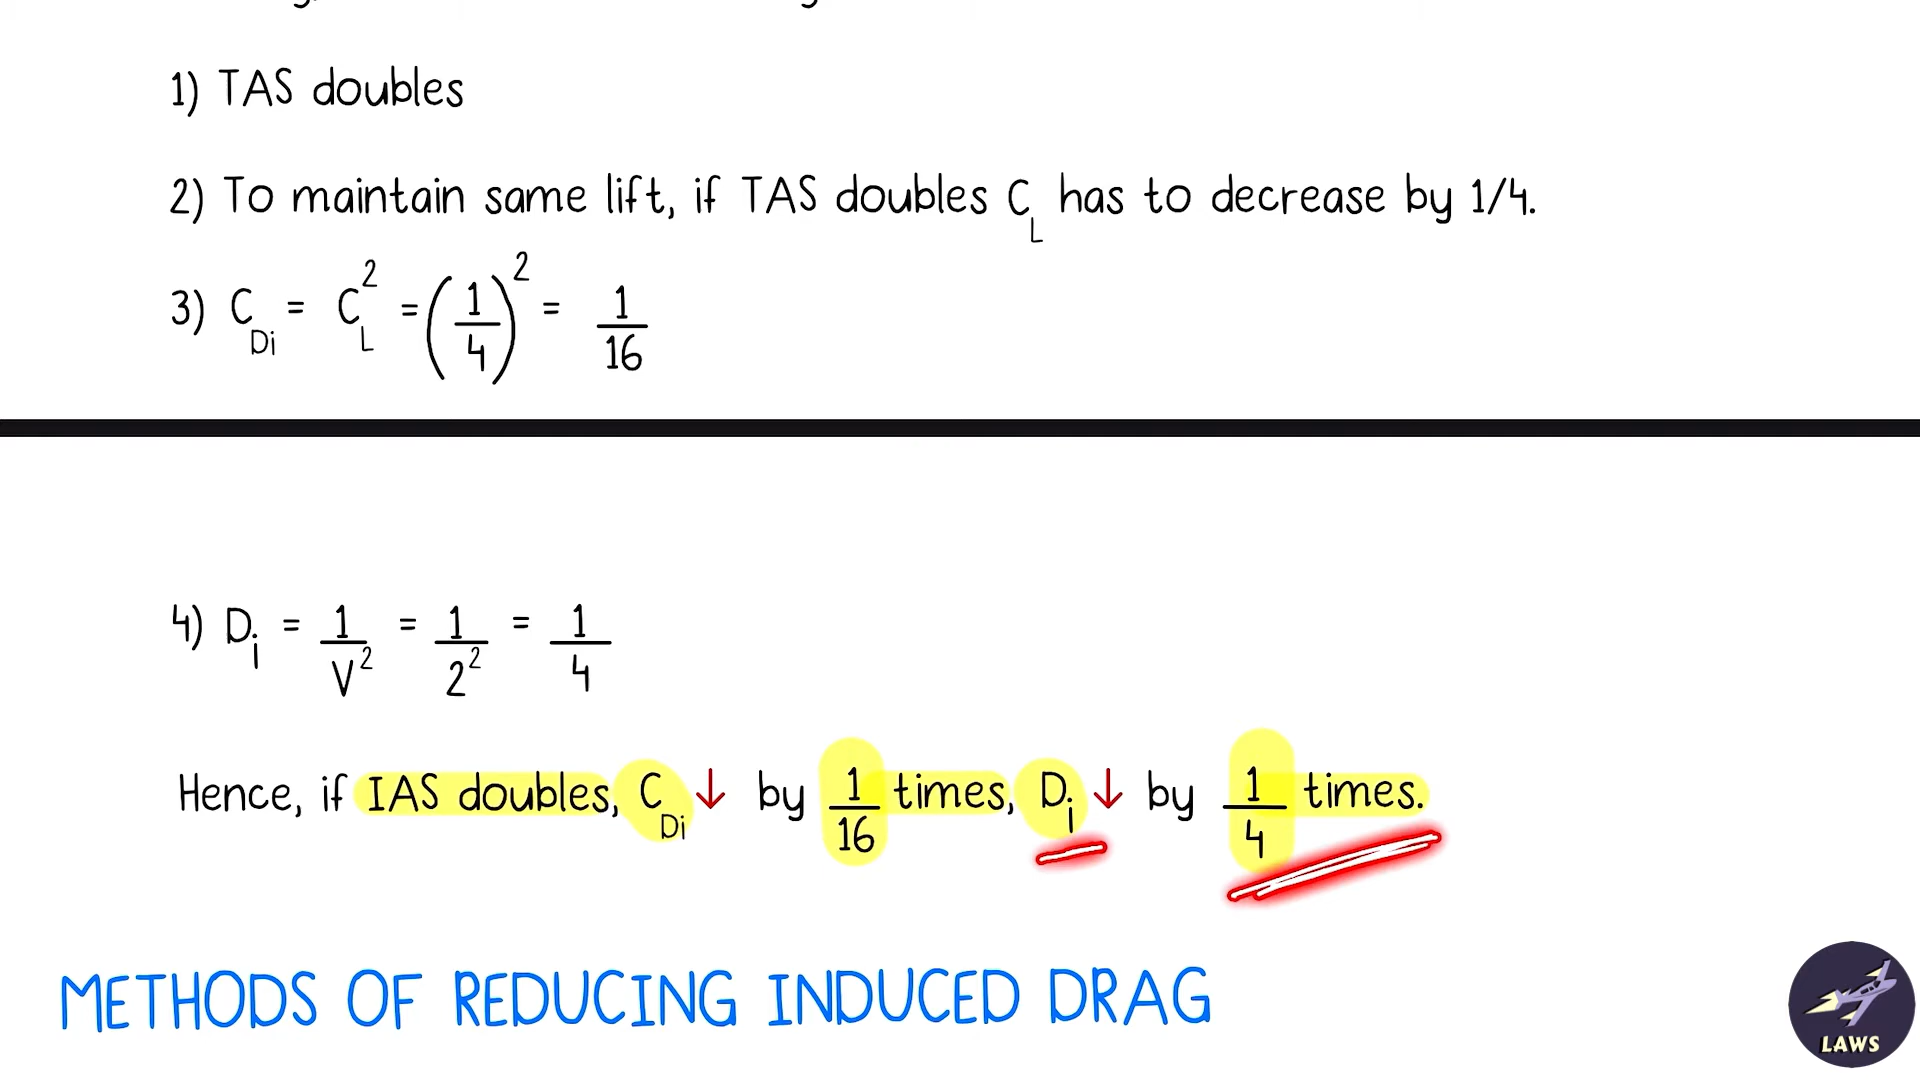 1) TAS doubles
2) To maintain same lift, if TAS doubles C_L has to decrease by 1/4.
3) C_Di = C_L^2 = (1/4)^2 = 1/16
4) D_i = 1/V^2 = 1/2^2 = 1/4
Hence, if IAS doubles, C_Di ↓ by 1/16 times, D_i ↓ by 1/4 times.
METHODS OF REDUCING INDUCED DRAG
LAWS